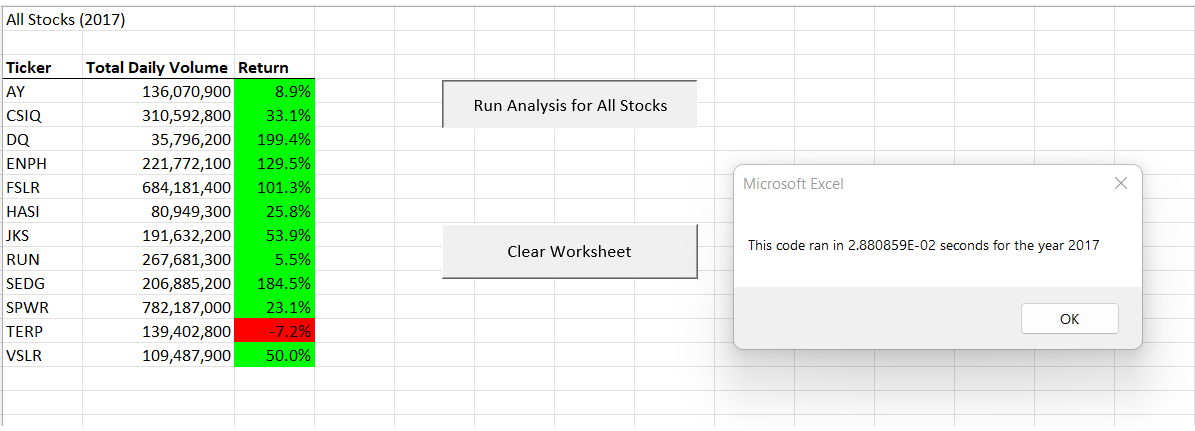 All Stocks (2017)
Ticker Total Daily Volume Return
AY 136,070,900 8.9%
CSIQ 310,592,800 33.1%
DQ 35,796,200 199.4%
ENPH 221,772,100 129.5%
FSLR 684,181,400 101.3%
HASI 80,949,300 25.8%
JKS 191,632,200 53.9%
RUN 267,681,300 5.5%
SEDG 206,885,200 184.5%
SPWR 782,187,000 23.1%
TERP 139,402,800 -7.2%
VSLR 109,487,900 50.0%
Run Analysis for All Stocks
Clear Worksheet
Microsoft Excel
This code ran in 2.880859E-02 seconds for the year 2017
OK